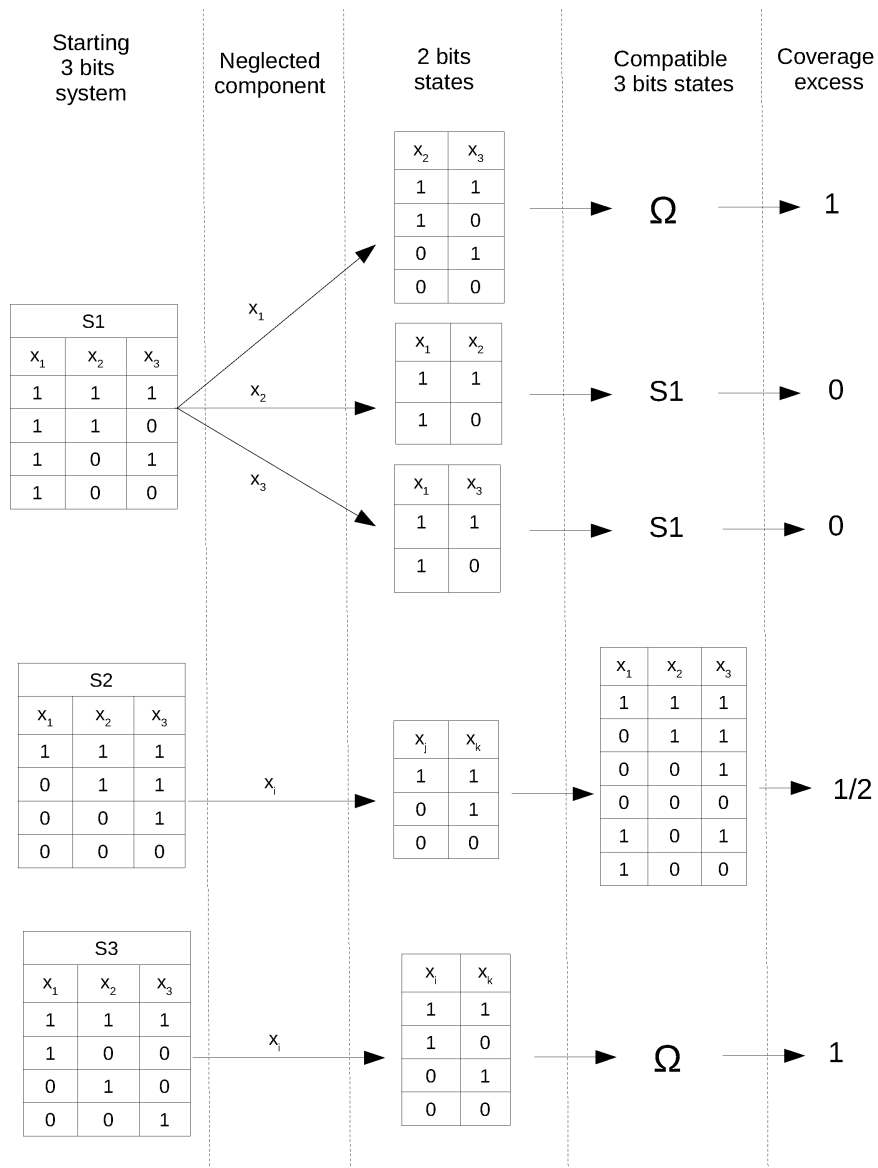 Starting
3 bits
system
Neglected
component
2 bits
states
Compatible
3 bits states
Coverage
excess
x2 x3
1 1
1 0
0 1
0 0
Ω
1
x1
S1
x1 x2 x3
1 1 1
1 1 0
1 0 1
1 0 0
x2
x1 x2
1 1
1 0
S1
0
x3
x1 x3
1 1
1 0
S1
0
S2
x1 x2 x3
1 1 1
0 1 1
0 0 1
0 0 0
xi
xj xk
1 1
0 1
0 0
x1 x2 x3
1 1 1
0 1 1
0 0 1
0 0 0
1 0 1
1 0 0
1/2
S3
x1 x2 x3
1 1 1
1 0 0
0 1 0
0 0 1
xi
xi xk
1 1
1 0
0 1
0 0
Ω
1